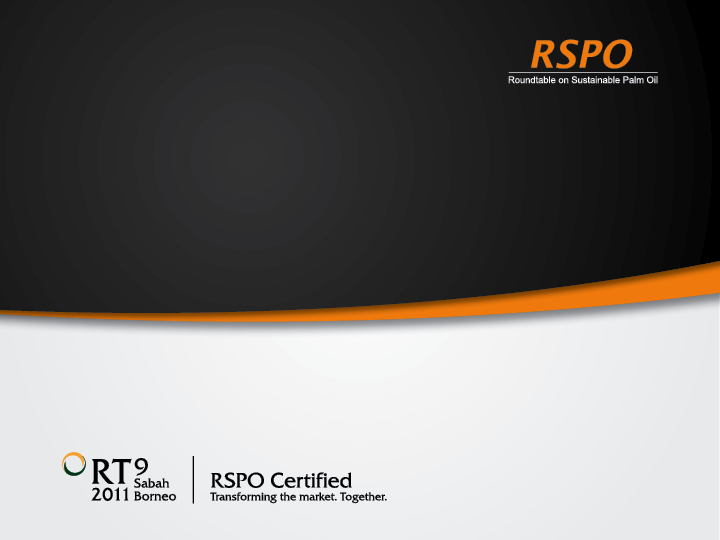 RSPO
Roundtable on Sustainable Palm Oil
RT9
Sabah
2011 Borneo
RSPO Certified
Transforming the market. Together.